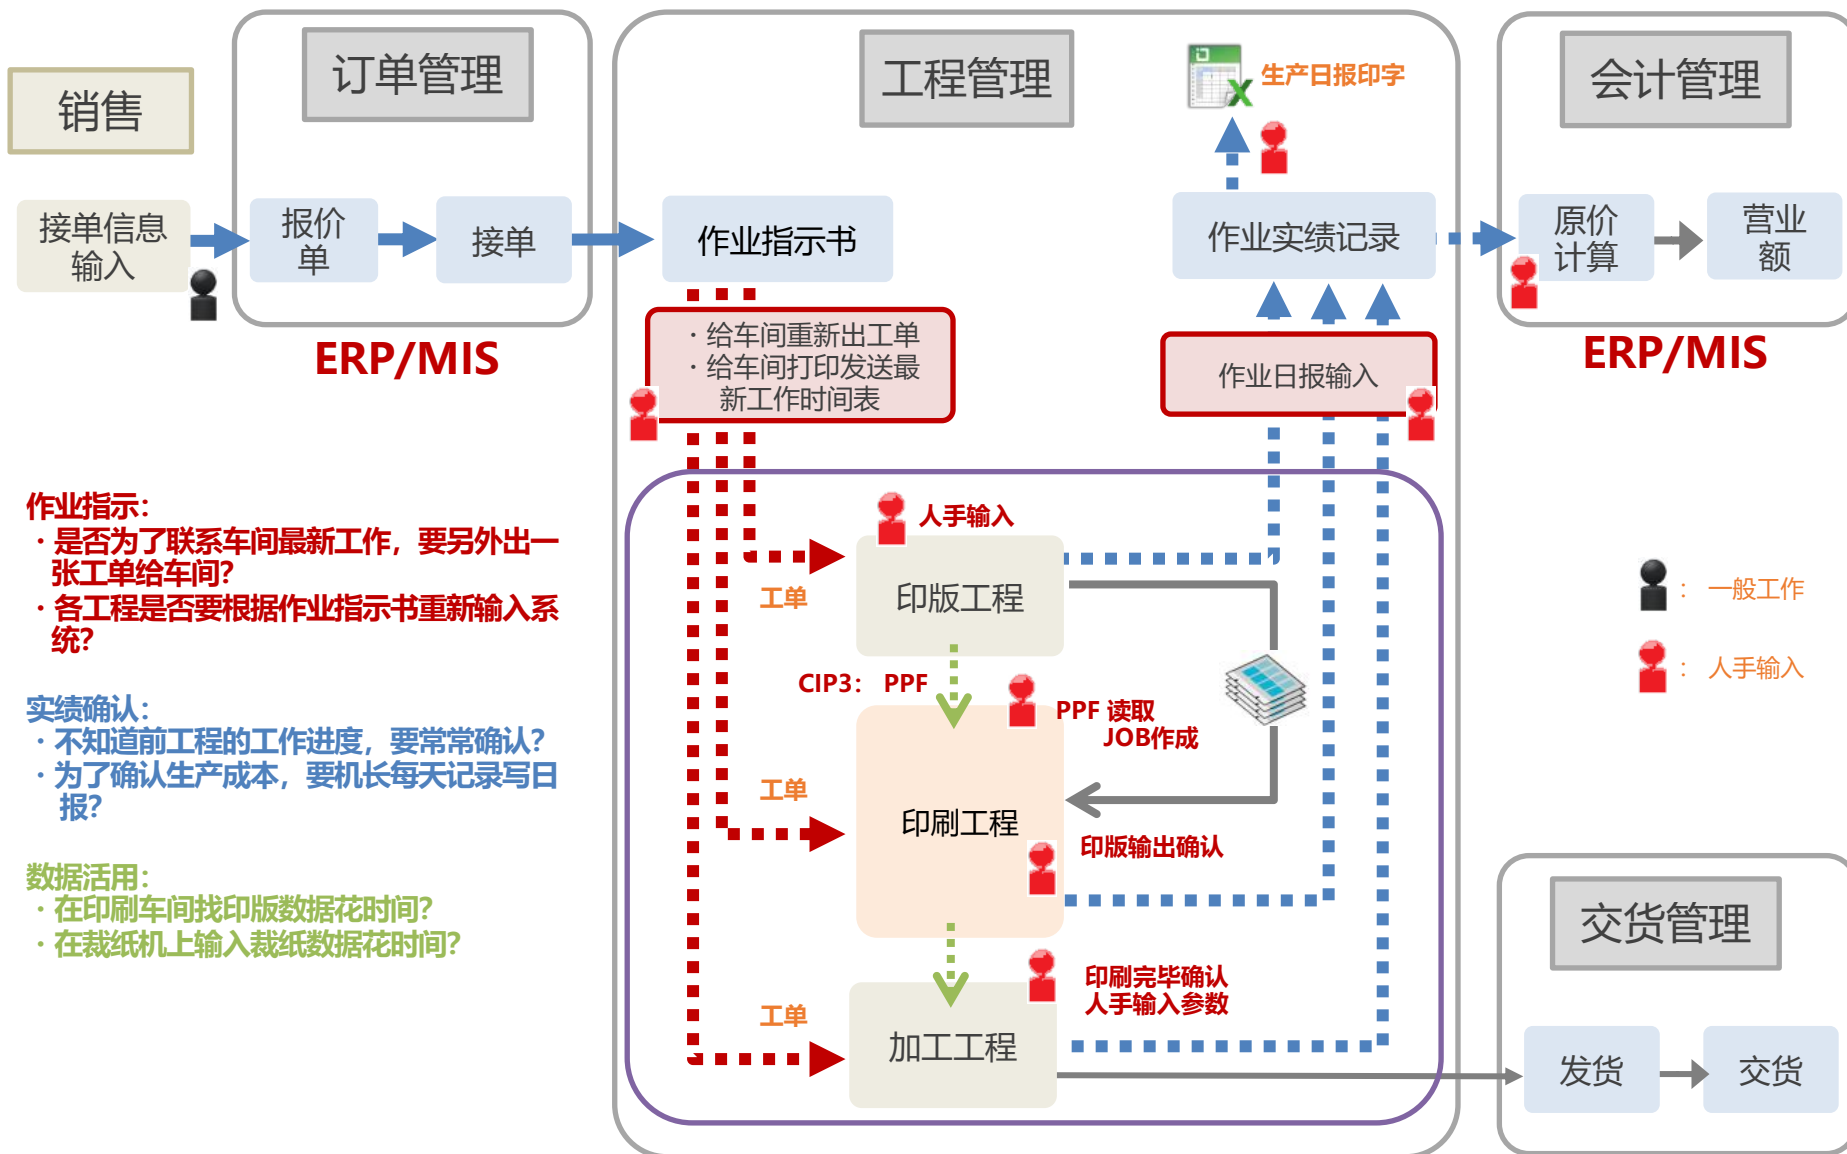 订单管理
工程管理
生产日报印字
会计管理
销售
接单信息
输入
报价
单
接单
作业指示书
作业实绩记录
原价
计算
营业
额
ERP/MIS
ERP/MIS
· 给车间重新出工单
· 给车间打印发送最
新工作时间表
作业日报输入
作业指示：
· 是否为了联系车间最新工作，要另外出一
张工单给车间？
· 各工程是否要根据作业指示书重新输入系
统？
实绩确认：
· 不知道前工程的工作进度，要常常确认？
· 为了确认生产成本，要机长每天记录写日
报？
数据活用：
· 在印刷车间找印版数据花时间？
· 在裁纸机上输入裁纸数据花时间？
人手输入
工单
印版工程
CIP3： PPF
PPF 读取
JOB作成
工单
印刷工程
印版输出确认
印刷完毕确认
人手输入参数
工单
加工工程
： 一般工作
： 人手输入
交货管理
发货
交货